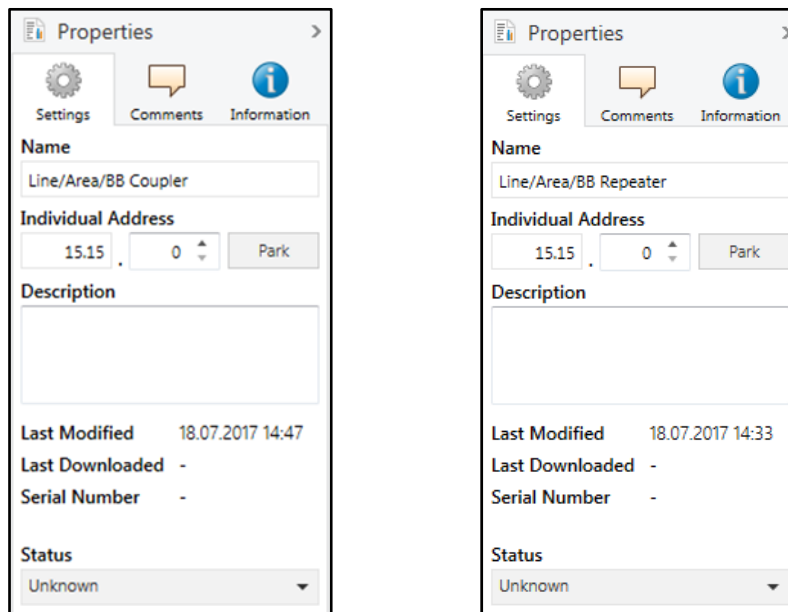 Properties
Settings Comments Information
Name
Line/Area/BB Coupler
Individual Address
15.15 . 0 Park
Description
Last Modified 18.07.2017 14:47
Last Downloaded -
Serial Number -
Status
Unknown
Properties
Settings Comments Information
Name
Line/Area/BB Repeater
Individual Address
15.15 . 0 Park
Description
Last Modified 18.07.2017 14:33
Last Downloaded -
Serial Number -
Status
Unknown